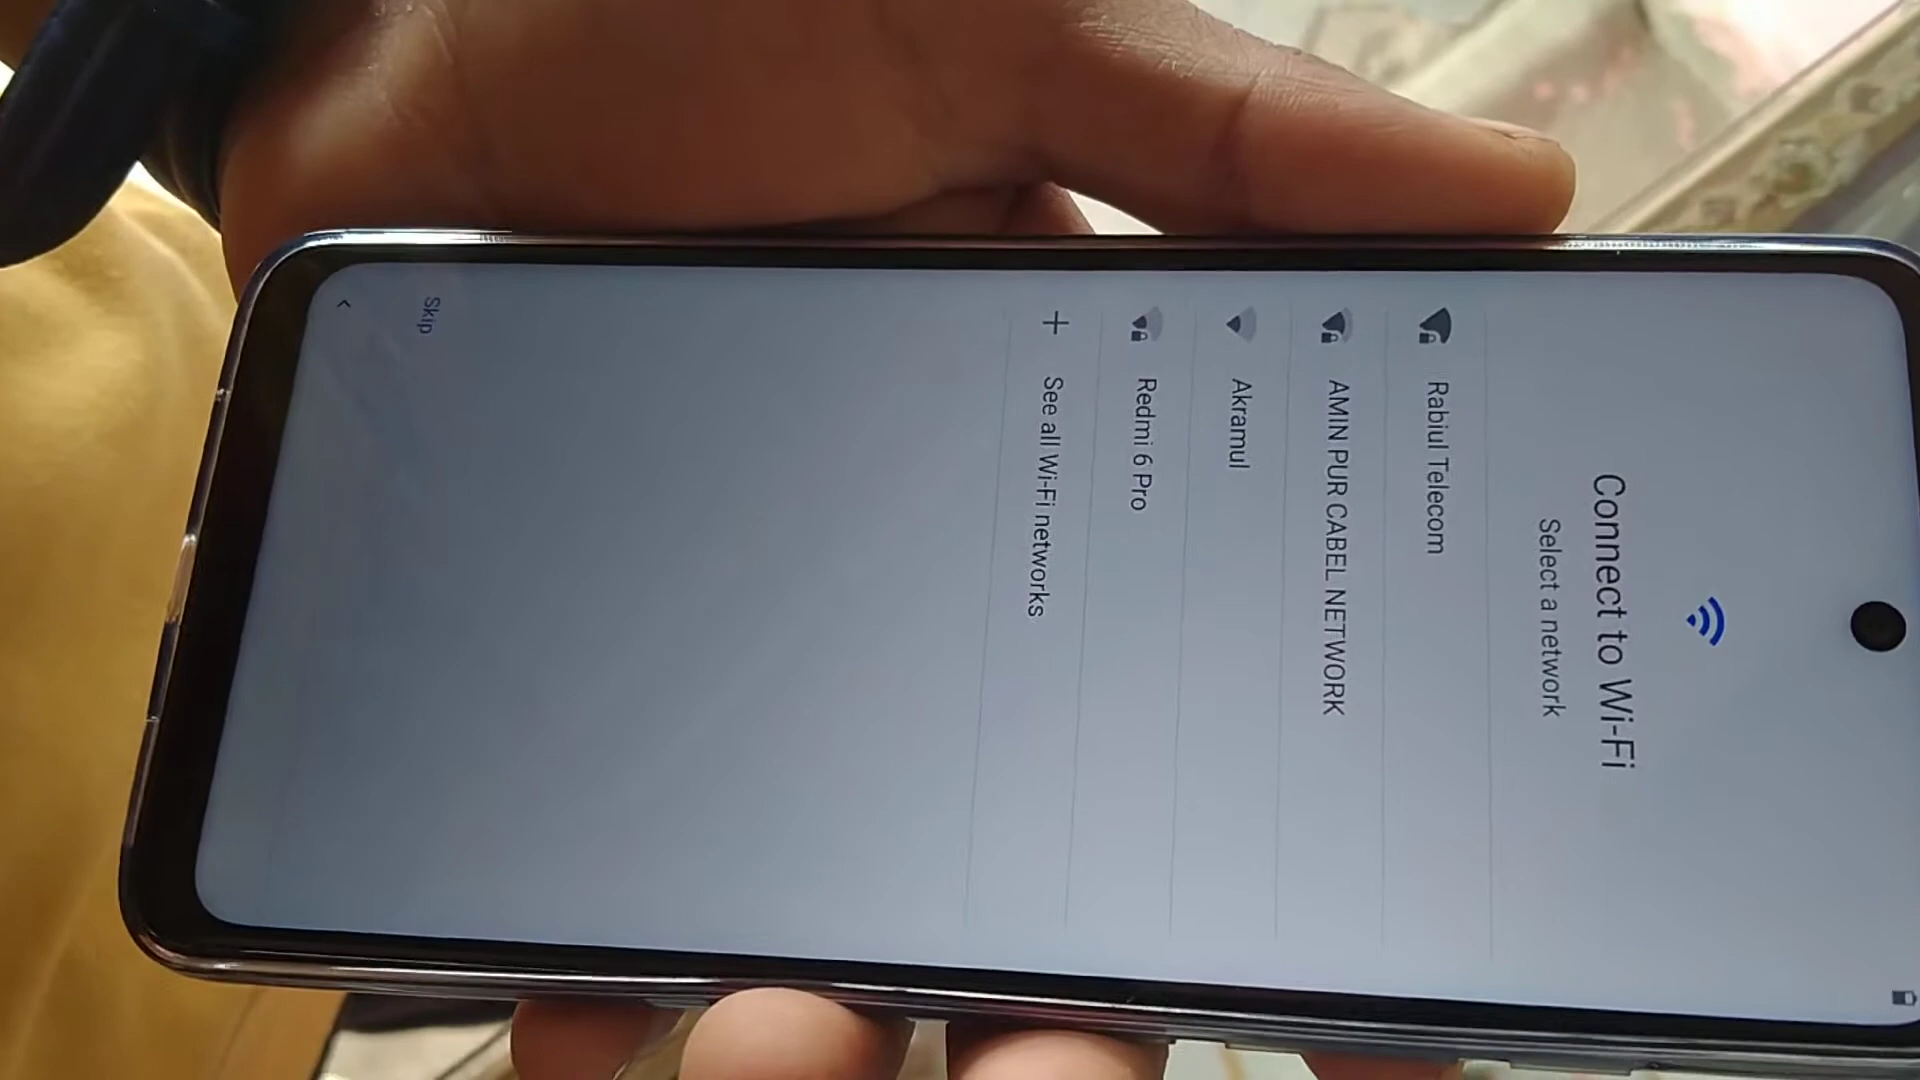 Connect to Wi-Fi
Select a network
Rabiul Telecom
AMIN PUR CABEL NETWORK
Akramul
Redmi 6 Pro
See all Wi-Fi networks
Skip